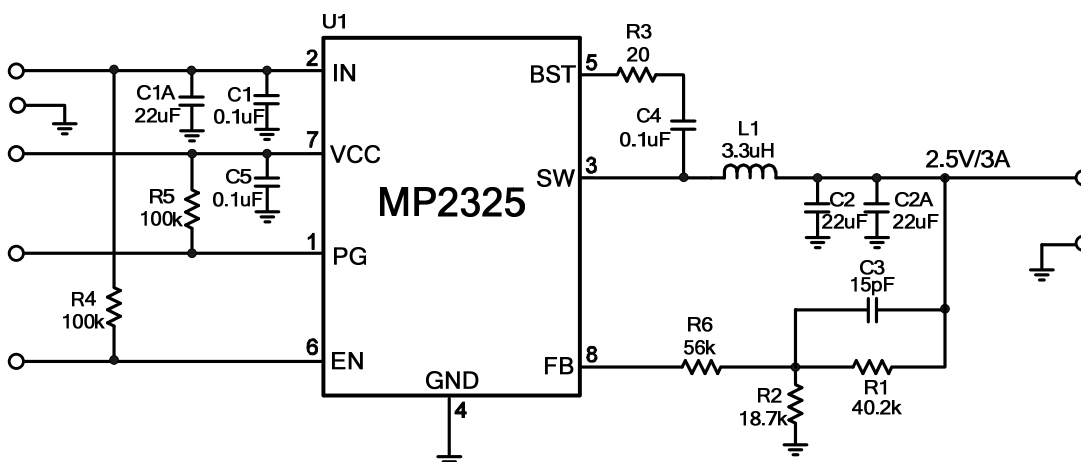 U1
2
IN
C1A
22uF
C1
0.1uF
7
VCC
R5
100k
C5
0.1uF
1
PG
R4
100k
6
EN
MP2325
GND
4
BST
5
R3
20
C4
0.1uF
SW
3
L1
3.3uH
2.5V/3A
C2
22uF
C2A
22uF
C3
15pF
FB
8
R6
56k
R2
18.7k
R1
40.2k